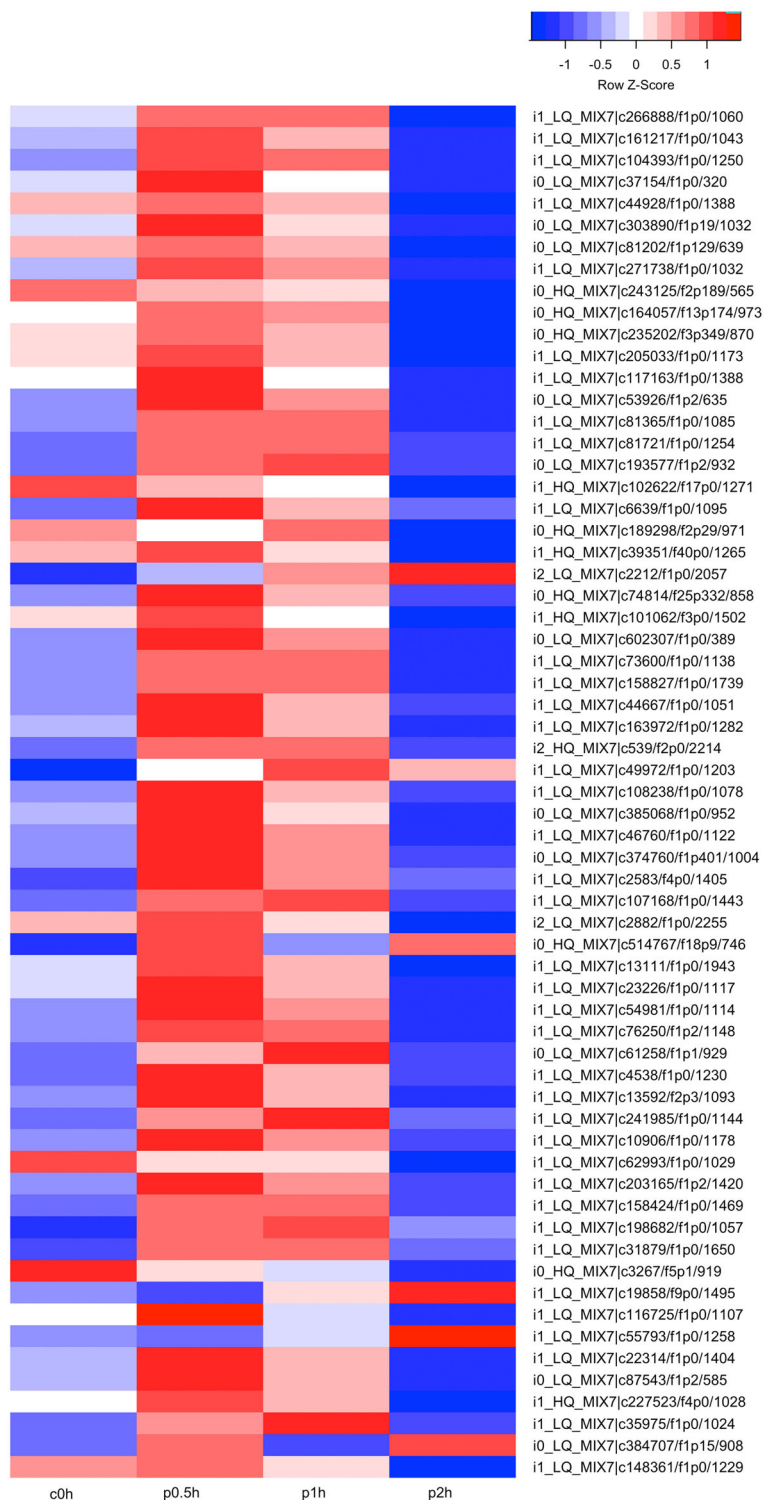 -1 -0.5 0 0.5 1
Row Z-Score
i1_LQ_MIX7|c266888/f1p0/1060
i1_LQ_MIX7|c161217/f1p0/1043
i1_LQ_MIX7|c104393/f1p0/1250
i0_LQ_MIX7|c37154/f1p0/320
i1_LQ_MIX7|c44928/f1p0/1388
i0_LQ_MIX7|c303890/f1p19/1032
i0_LQ_MIX7|c81202/f1p129/639
i1_LQ_MIX7|c271738/f1p0/1032
i0_HQ_MIX7|c243125/f2p189/565
i0_HQ_MIX7|c164057/f13p174/973
i0_HQ_MIX7|c235202/f3p349/870
i1_LQ_MIX7|c205033/f1p0/1173
i1_LQ_MIX7|c117163/f1p0/1388
i0_LQ_MIX7|c53926/f1p2/635
i1_LQ_MIX7|c81365/f1p0/1085
i1_LQ_MIX7|c81721/f1p0/1254
i0_LQ_MIX7|c193577/f1p2/932
i1_HQ_MIX7|c102622/f17p0/1271
i1_LQ_MIX7|c6639/f1p0/1095
i0_HQ_MIX7|c189298/f2p29/971
i1_HQ_MIX7|c39351/f40p0/1265
i2_LQ_MIX7|c2212/f1p0/2057
i0_HQ_MIX7|c74814/f25p332/858
i1_HQ_MIX7|c101062/f3p0/1502
i0_LQ_MIX7|c602307/f1p0/389
i1_LQ_MIX7|c73600/f1p0/1138
i1_LQ_MIX7|c158827/f1p0/1739
i1_LQ_MIX7|c44667/f1p0/1051
i1_LQ_MIX7|c163972/f1p0/1282
i2_HQ_MIX7|c539/f2p0/2214
i1_LQ_MIX7|c49972/f1p0/1203
i1_LQ_MIX7|c108238/f1p0/1078
i0_LQ_MIX7|c385068/f1p0/952
i1_LQ_MIX7|c46760/f1p0/1122
i0_LQ_MIX7|c374760/f1p401/1004
i1_LQ_MIX7|c2583/f4p0/1405
i1_LQ_MIX7|c107168/f1p0/1443
i2_LQ_MIX7|c2882/f1p0/2255
i0_HQ_MIX7|c514767/f18p9/746
i1_LQ_MIX7|c13111/f1p0/1943
i1_LQ_MIX7|c23226/f1p0/1117
i1_LQ_MIX7|c54981/f1p0/1114
i1_LQ_MIX7|c76250/f1p2/1148
i0_LQ_MIX7|c61258/f1p1/929
i1_LQ_MIX7|c4538/f1p0/1230
i1_LQ_MIX7|c13592/f2p3/1093
i1_LQ_MIX7|c241985/f1p0/1144
i1_LQ_MIX7|c10906/f1p0/1178
i1_LQ_MIX7|c62993/f1p0/1029
i1_LQ_MIX7|c203165/f1p2/1420
i1_LQ_MIX7|c158424/f1p0/1469
i1_LQ_MIX7|c198682/f1p0/1057
i1_LQ_MIX7|c31879/f1p0/1650
i0_HQ_MIX7|c3267/f5p1/919
i1_LQ_MIX7|c19858/f9p0/1495
i1_LQ_MIX7|c116725/f1p0/1107
i1_LQ_MIX7|c55793/f1p0/1258
i1_LQ_MIX7|c22314/f1p0/1404
i0_LQ_MIX7|c87543/f1p2/585
i1_HQ_MIX7|c227523/f4p0/1028
i1_LQ_MIX7|c35975/f1p0/1024
i0_LQ_MIX7|c384707/f1p15/908
i1_LQ_MIX7|c148361/f1p0/1229
c0h p0.5h p1h p2h